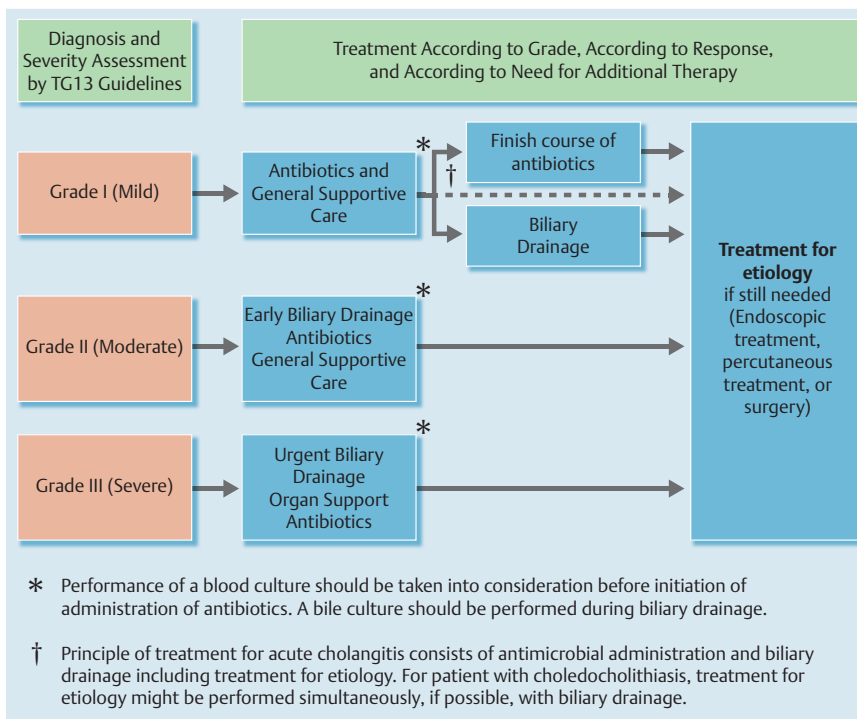 Diagnosis and
Severity Assessment
by TG13 Guidelines
Treatment According to Grade, According to Response,
and According to Need for Additional Therapy
Grade I (Mild)
Antibiotics and
General Supportive
Care
*
†
Finish course of
antibiotics
Biliary
Drainage
Treatment for
etiology
if still needed
(Endoscopic
treatment,
percutaneous
treatment, or
surgery)
Grade II (Moderate)
Early Biliary Drainage
Antibiotics
General Supportive
Care
*
Grade III (Severe)
Urgent Biliary
Drainage
Organ Support
Antibiotics
*
* Performance of a blood culture should be taken into consideration before initiation of
administration of antibiotics. A bile culture should be performed during biliary drainage.
† Principle of treatment for acute cholangitis consists of antimicrobial administration and biliary
drainage including treatment for etiology. For patient with choledocholithiasis, treatment for
etiology might be performed simultaneously, if possible, with biliary drainage.